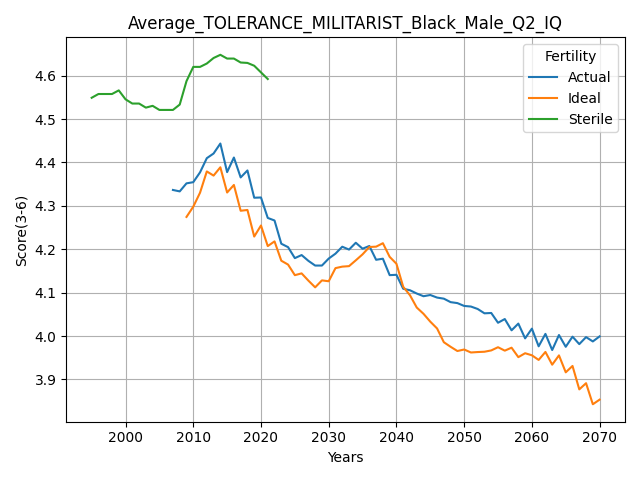 Average_TOLERANCE_MILITARIST_Black_Male_Q2_IQ
Fertility
Actual
Ideal
Sterile
Score(3-6)
4.6
4.5
4.4
4.3
4.2
4.1
4.0
3.9
2000 2010 2020 2030 2040 2050 2060 2070
Years